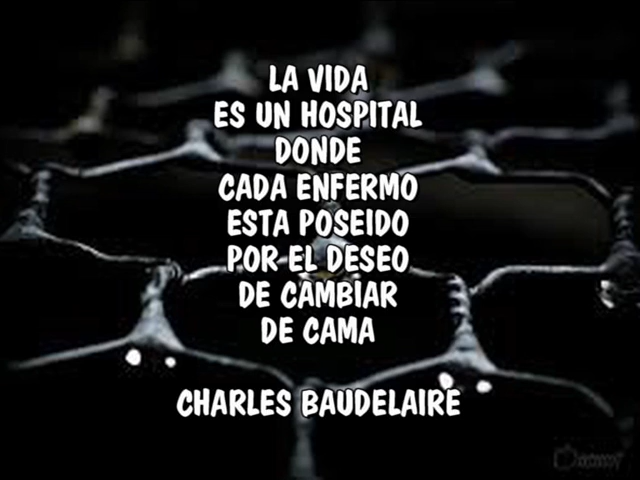 LA VIDA
ES UN HOSPITAL
DONDE
CADA ENFERMO
ESTA POSEIDO
POR EL DESEO
DE CAMBIAR
DE CAMA
CHARLES BAUDELAIRE